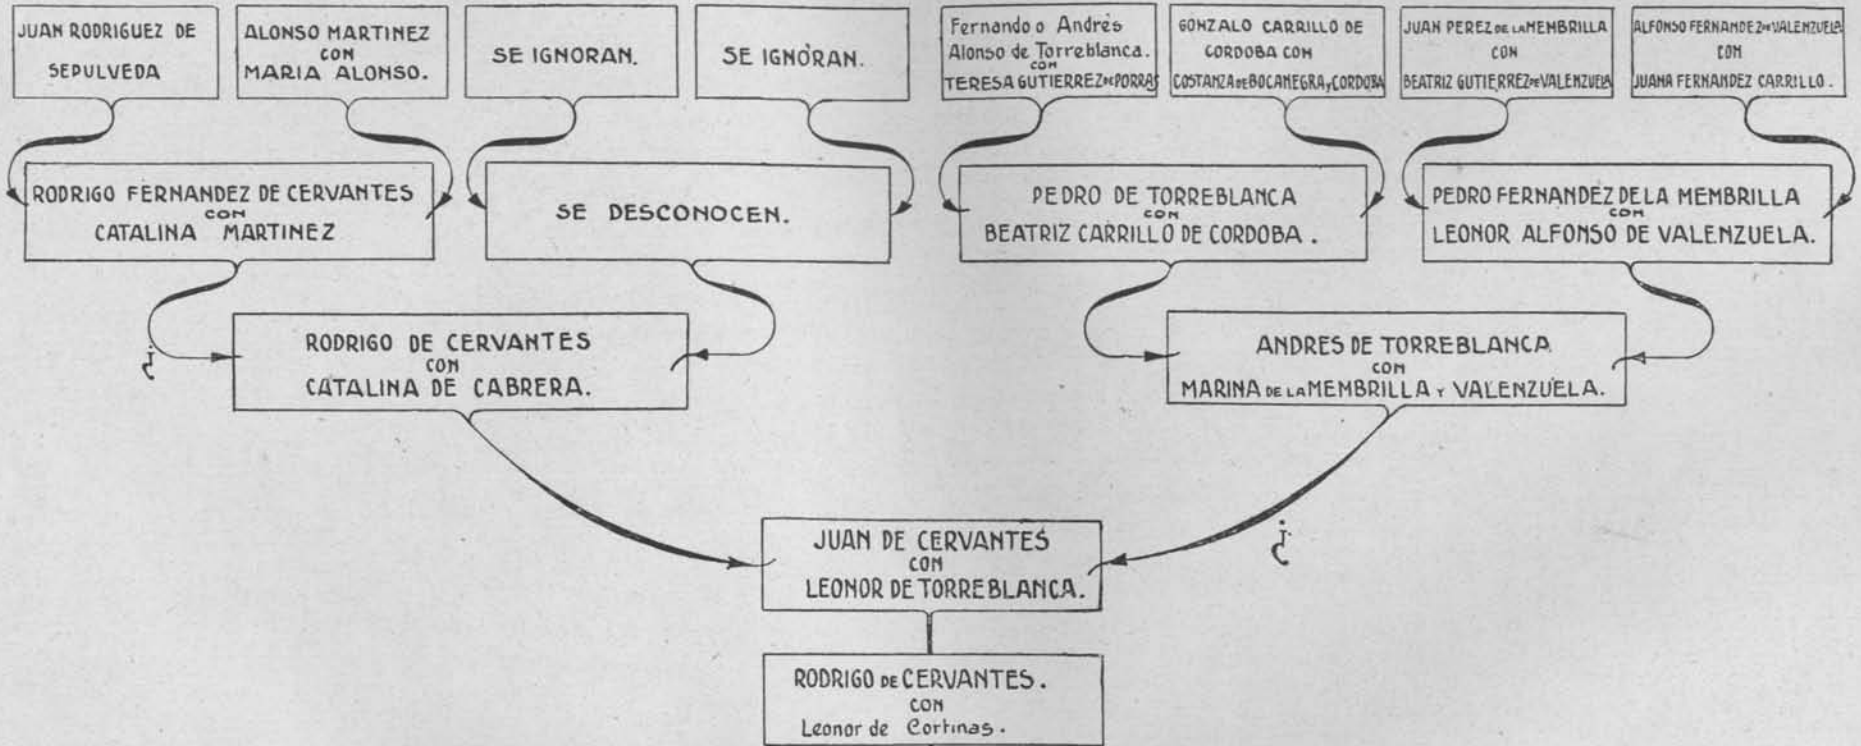 JUAN RODRIGUEZ DE
SEPULVEDA
ALONSO MARTINEZ
CON
MARIA ALONSO.
SE IGNORAN.
SE IGNORAN.
Fernando o Andrés
Alonso de Torreblanca.
CON
TERESA GUTIERREZ DE PORRAS
GONZALO CARRILLO DE
CORDOBA CON
COSTANZA DE BOCANEGRA Y CORDOBA
JUAN PEREZ DE LA MEMBRILLA
CON
BEATRIZ GUTIERREZ DE VALENZUELA
ALFONSO FERNANDEZ DE VALENZUELA
CON
JUANA FERNANDEZ CARRILLO.
RODRIGO FERNANDEZ DE CERVANTES
CON
CATALINA MARTINEZ
SE DESCONOCEN.
PEDRO DE TORREBLANCA
CON
BEATRIZ CARRILLO DE CORDOBA.
PEDRO FERNANDEZ DE LA MEMBRILLA
CON
LEONOR ALFONSO DE VALENZUELA.
¿
RODRIGO DE CERVANTES
CON
CATALINA DE CABRERA.
ANDRES DE TORREBLANCA
CON
MARINA DE LA MEMBRILLA Y VALENZUELA.
JUAN DE CERVANTES
CON
LEONOR DE TORREBLANCA.
¿
RODRIGO DE CERVANTES.
CON
Leonor de Cortinas.